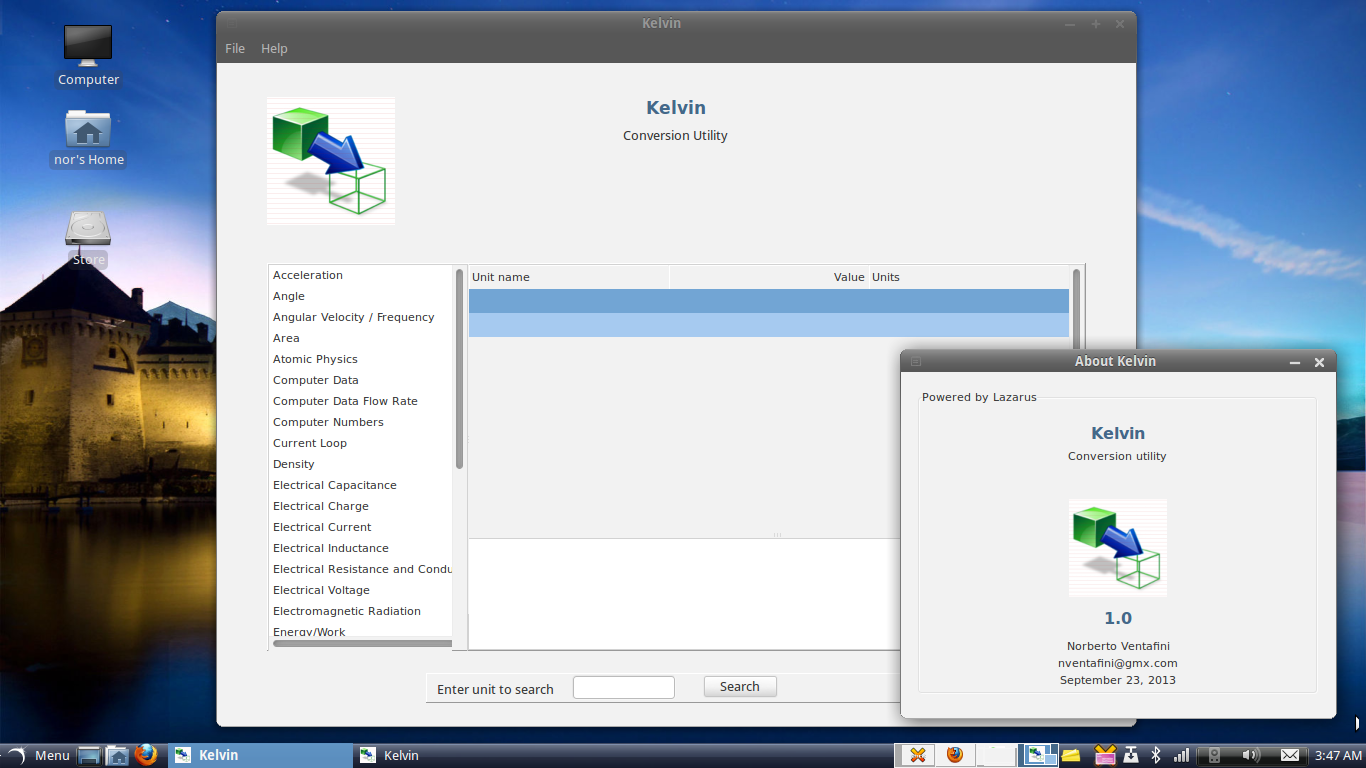 Kelvin
File Help
Computer
nor's Home
Store
Kelvin
Conversion Utility
Acceleration
Angle
Angular Velocity / Frequency
Area
Atomic Physics
Computer Data
Computer Data Flow Rate
Computer Numbers
Current Loop
Density
Electrical Capacitance
Electrical Charge
Electrical Current
Electrical Inductance
Electrical Resistance and Condu
Electrical Voltage
Electromagnetic Radiation
Energy/Work
Unit name Value Units
Enter unit to search Search
About Kelvin
Powered by Lazarus
Kelvin
Conversion utility
1.0
Norberto Ventafini
nventafini@gmx.com
September 23, 2013
Menu Kelvin Kelvin 3:47 AM